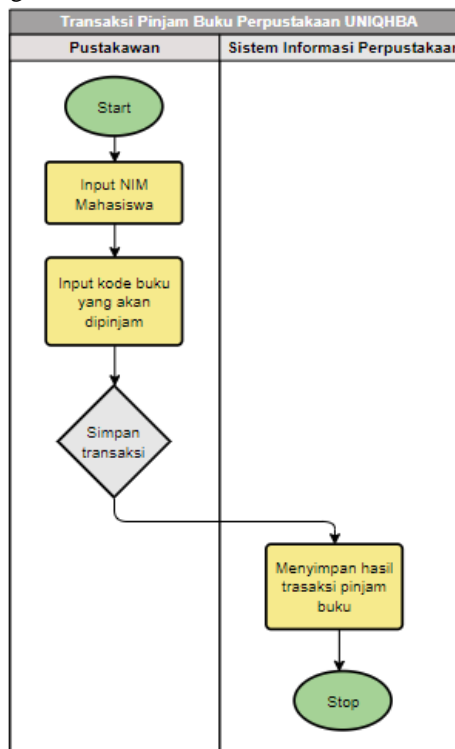 Transaksi Pinjam Buku Perpustakaan UNIQHBA
Pustakawan
Sistem Informasi Perpustakaan
Start
Input NIM
Mahasiswa
Input kode buku
yang akan
dipinjam
Simpan
transaksi
Menyimpan hasil
trasaksi pinjam
buku
Stop